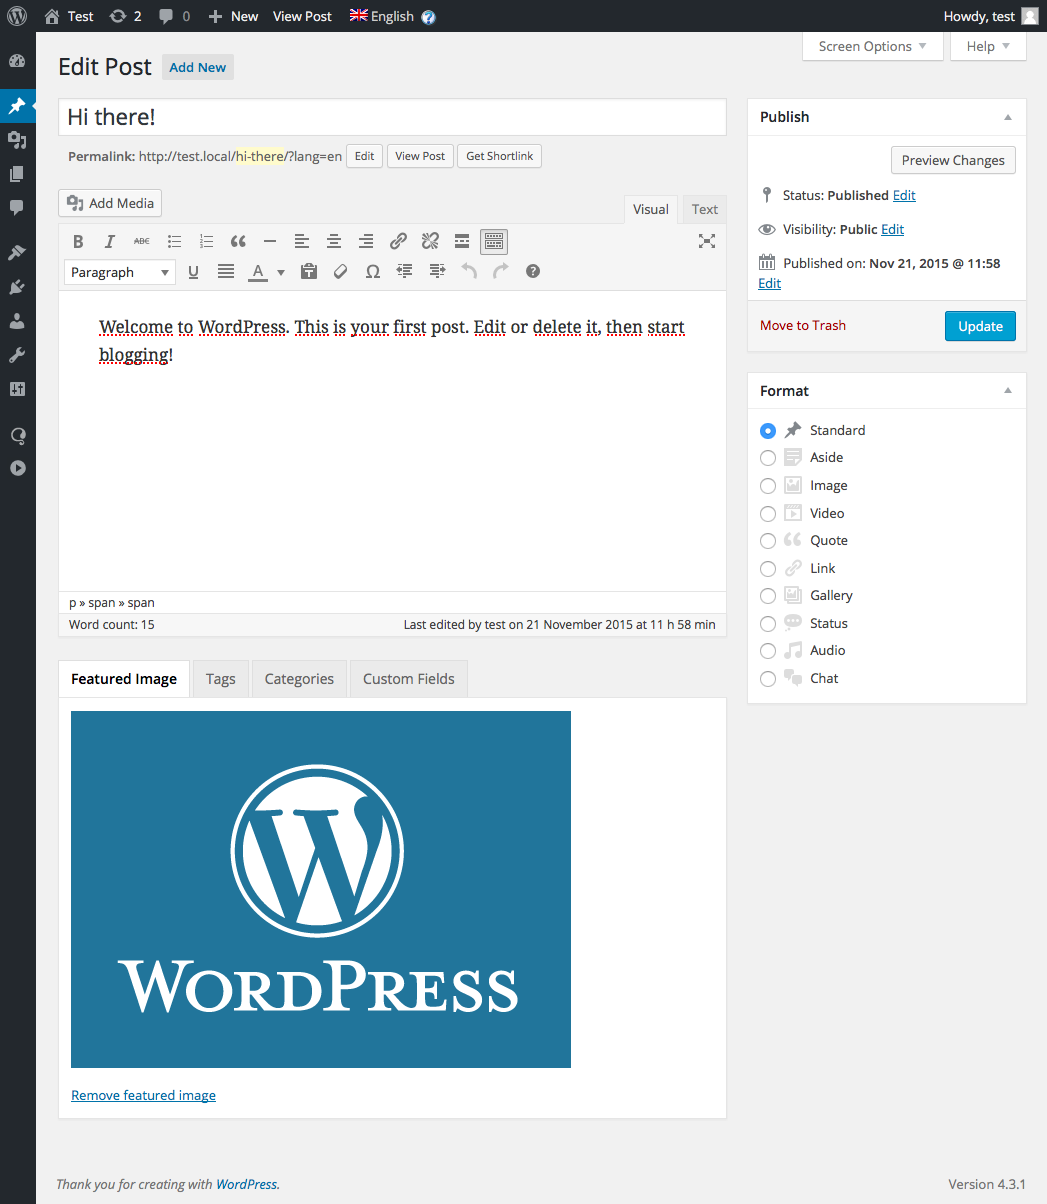 Test 2 0 New View Post English Howdy, test
Screen Options Help
Edit Post Add New
Hi there!
Permalink: http://test.local/hi-there/?lang=en Edit View Post Get Shortlink
Add Media
Visual Text
B I ABC
Paragraph U A Ω ?
Welcome to WordPress. This is your first post. Edit or delete it, then start
blogging!
p » span » span
Word count: 15 Last edited by test on 21 November 2015 at 11 h 58 min
Featured Image Tags Categories Custom Fields
WORDPRESS
Remove featured image
Publish
Preview Changes
Status: Published Edit
Visibility: Public Edit
Published on: Nov 21, 2015 @ 11:58
Edit
Move to Trash Update
Format
Standard
Aside
Image
Video
Quote
Link
Gallery
Status
Audio
Chat
Thank you for creating with WordPress. Version 4.3.1